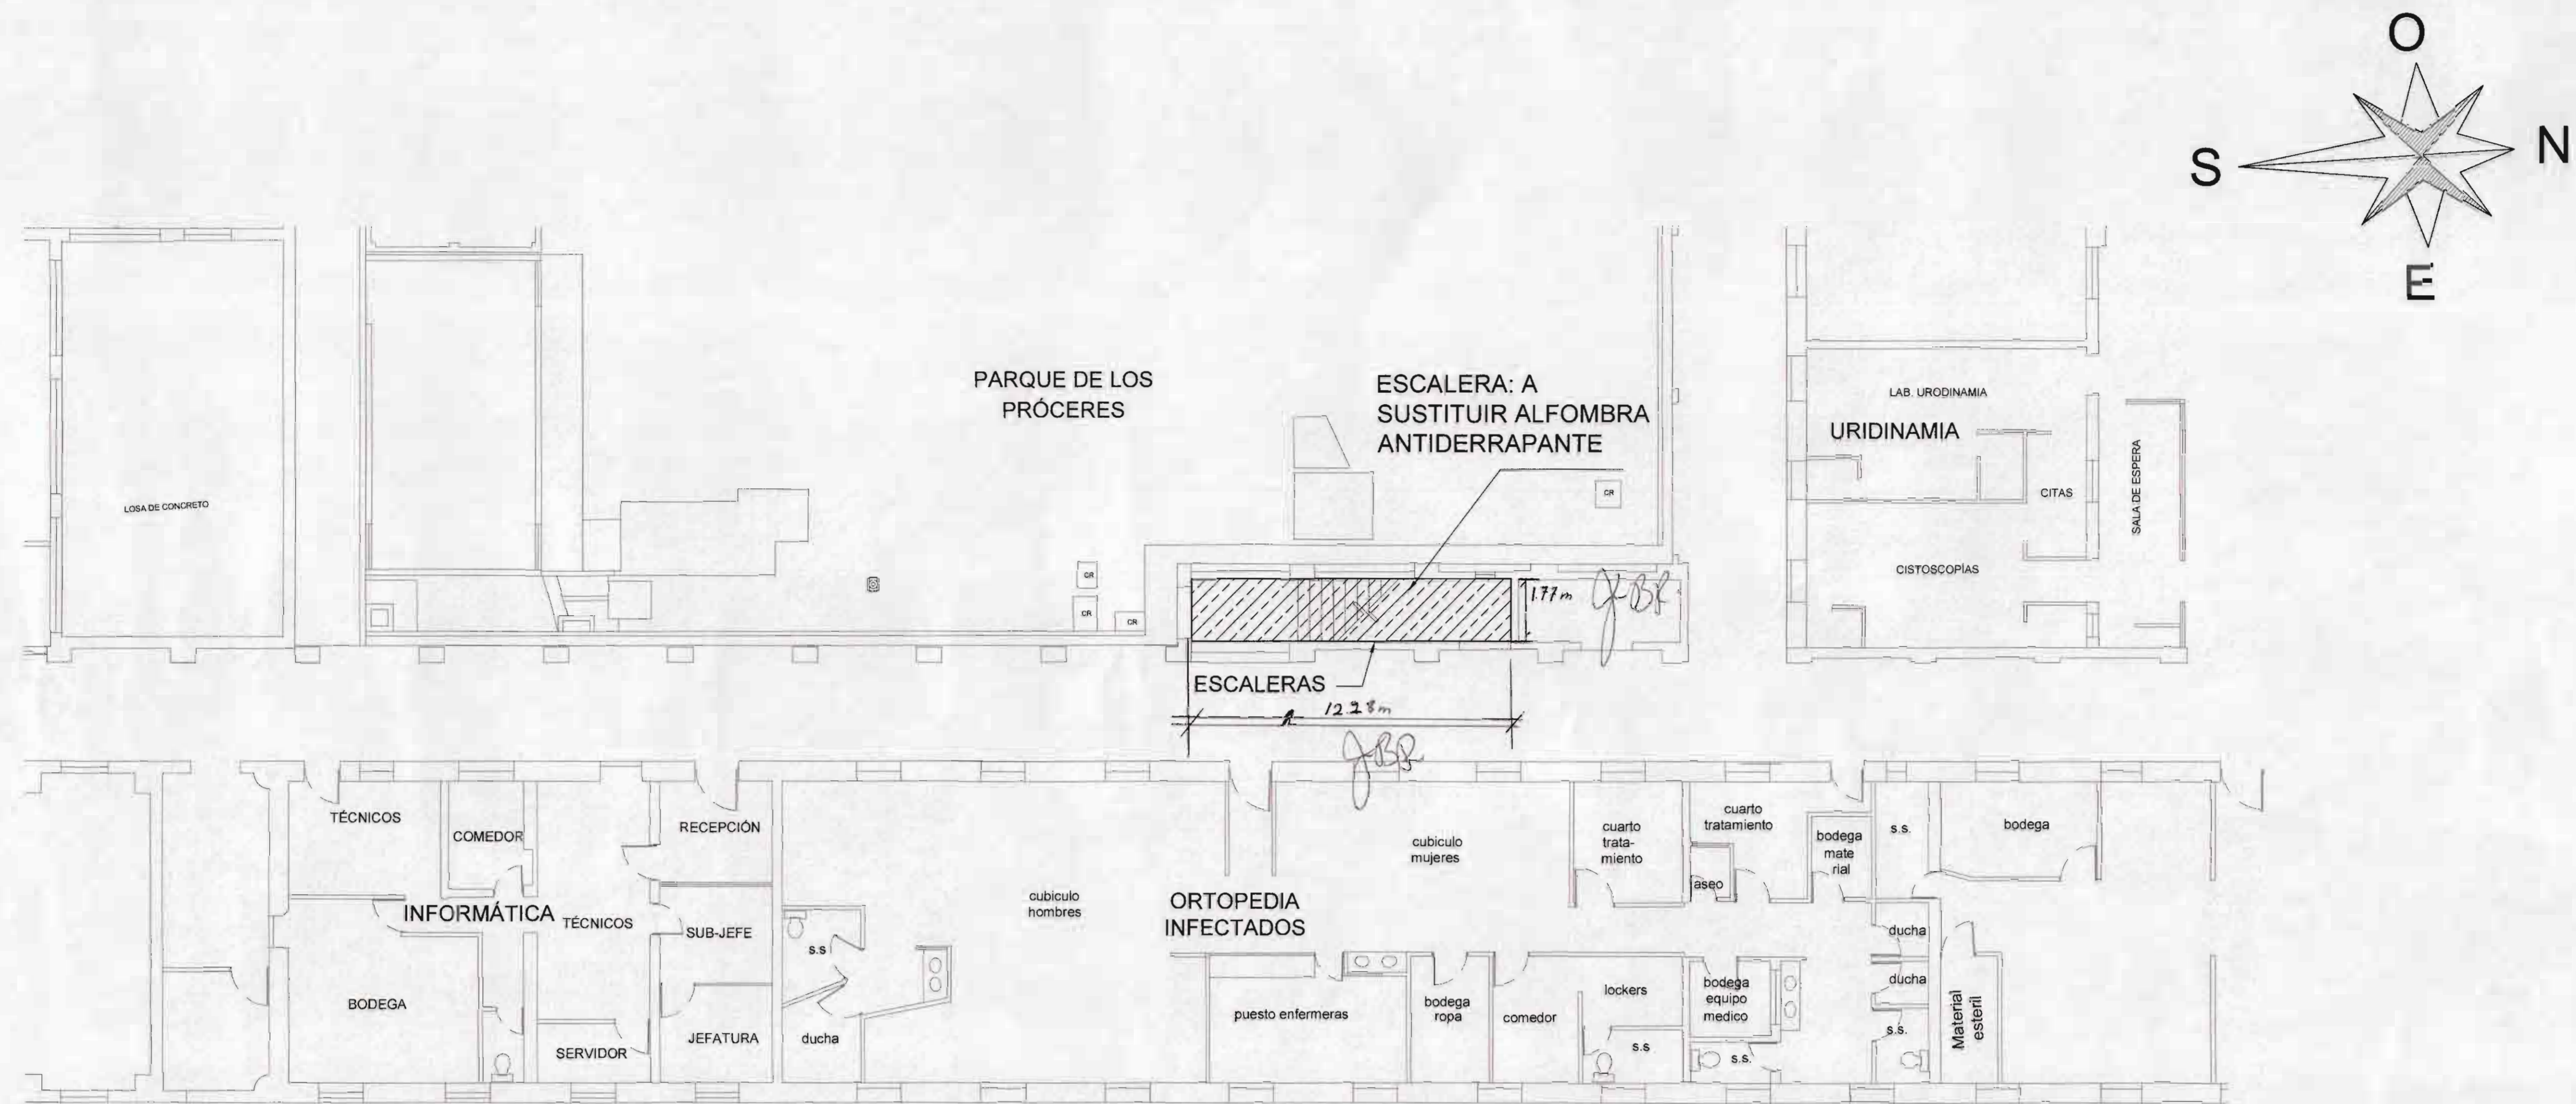 O
S
N
E
PARQUE DE LOS
PRÓCERES
ESCALERA: A
SUSTITUIR ALFOMBRA
ANTIDERRAPANTE
LAB. URODINAMIA
URIDINAMIA
CITAS
SALA DE ESPERA
CISTOSCOPÍAS
LOSA DE CONCRETO
CR
CR
CR
CR
1.77 m
ESCALERAS
12.28 m
TÉCNICOS
COMEDOR
RECEPCIÓN
INFORMÁTICA
TÉCNICOS
SUB-JEFE
BODEGA
SERVIDOR
JEFATURA
s.s
ducha
cubiculo
hombres
ORTOPEDIA
INFECTADOS
cubiculo
mujeres
cuarto
trata-
miento
cuarto
tratamiento
aseo
bodega
mate
rial
s.s.
bodega
puesto enfermeras
bodega
ropa
comedor
lockers
s.s
bodega
equipo
medico
s.s.
ducha
ducha
s.s.
Material
esteril